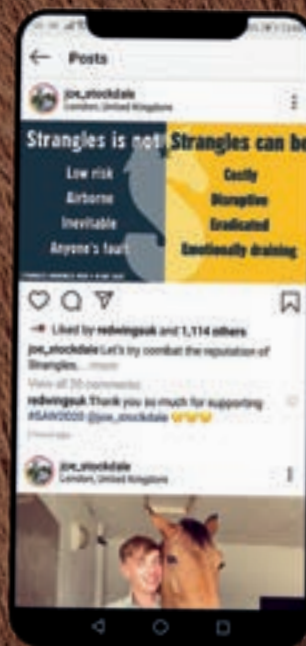 Posts
joe_stockdale
London, United Kingdom
Strangles is not
Low risk
Airborne
Inevitable
Anyone's fault
Strangles can be
Costly
Disruptive
Eradicated
Emotionally draining
Liked by redwingsuk and 1,114 others
joe_stockdale Let's try combat the reputation of
Strangles... more
View all 20 comments
redwingsuk Thank you so much for supporting
#SAW2020 @joe_stockdale
joe_stockdale
London, United Kingdom